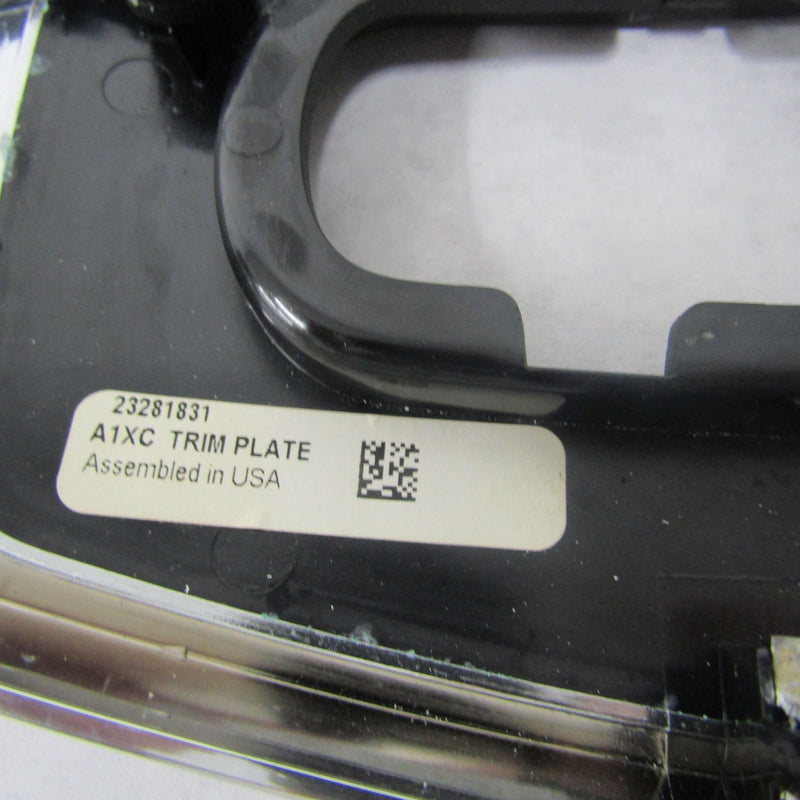 23281831
A1XC TRIM PLATE
Assembled in USA